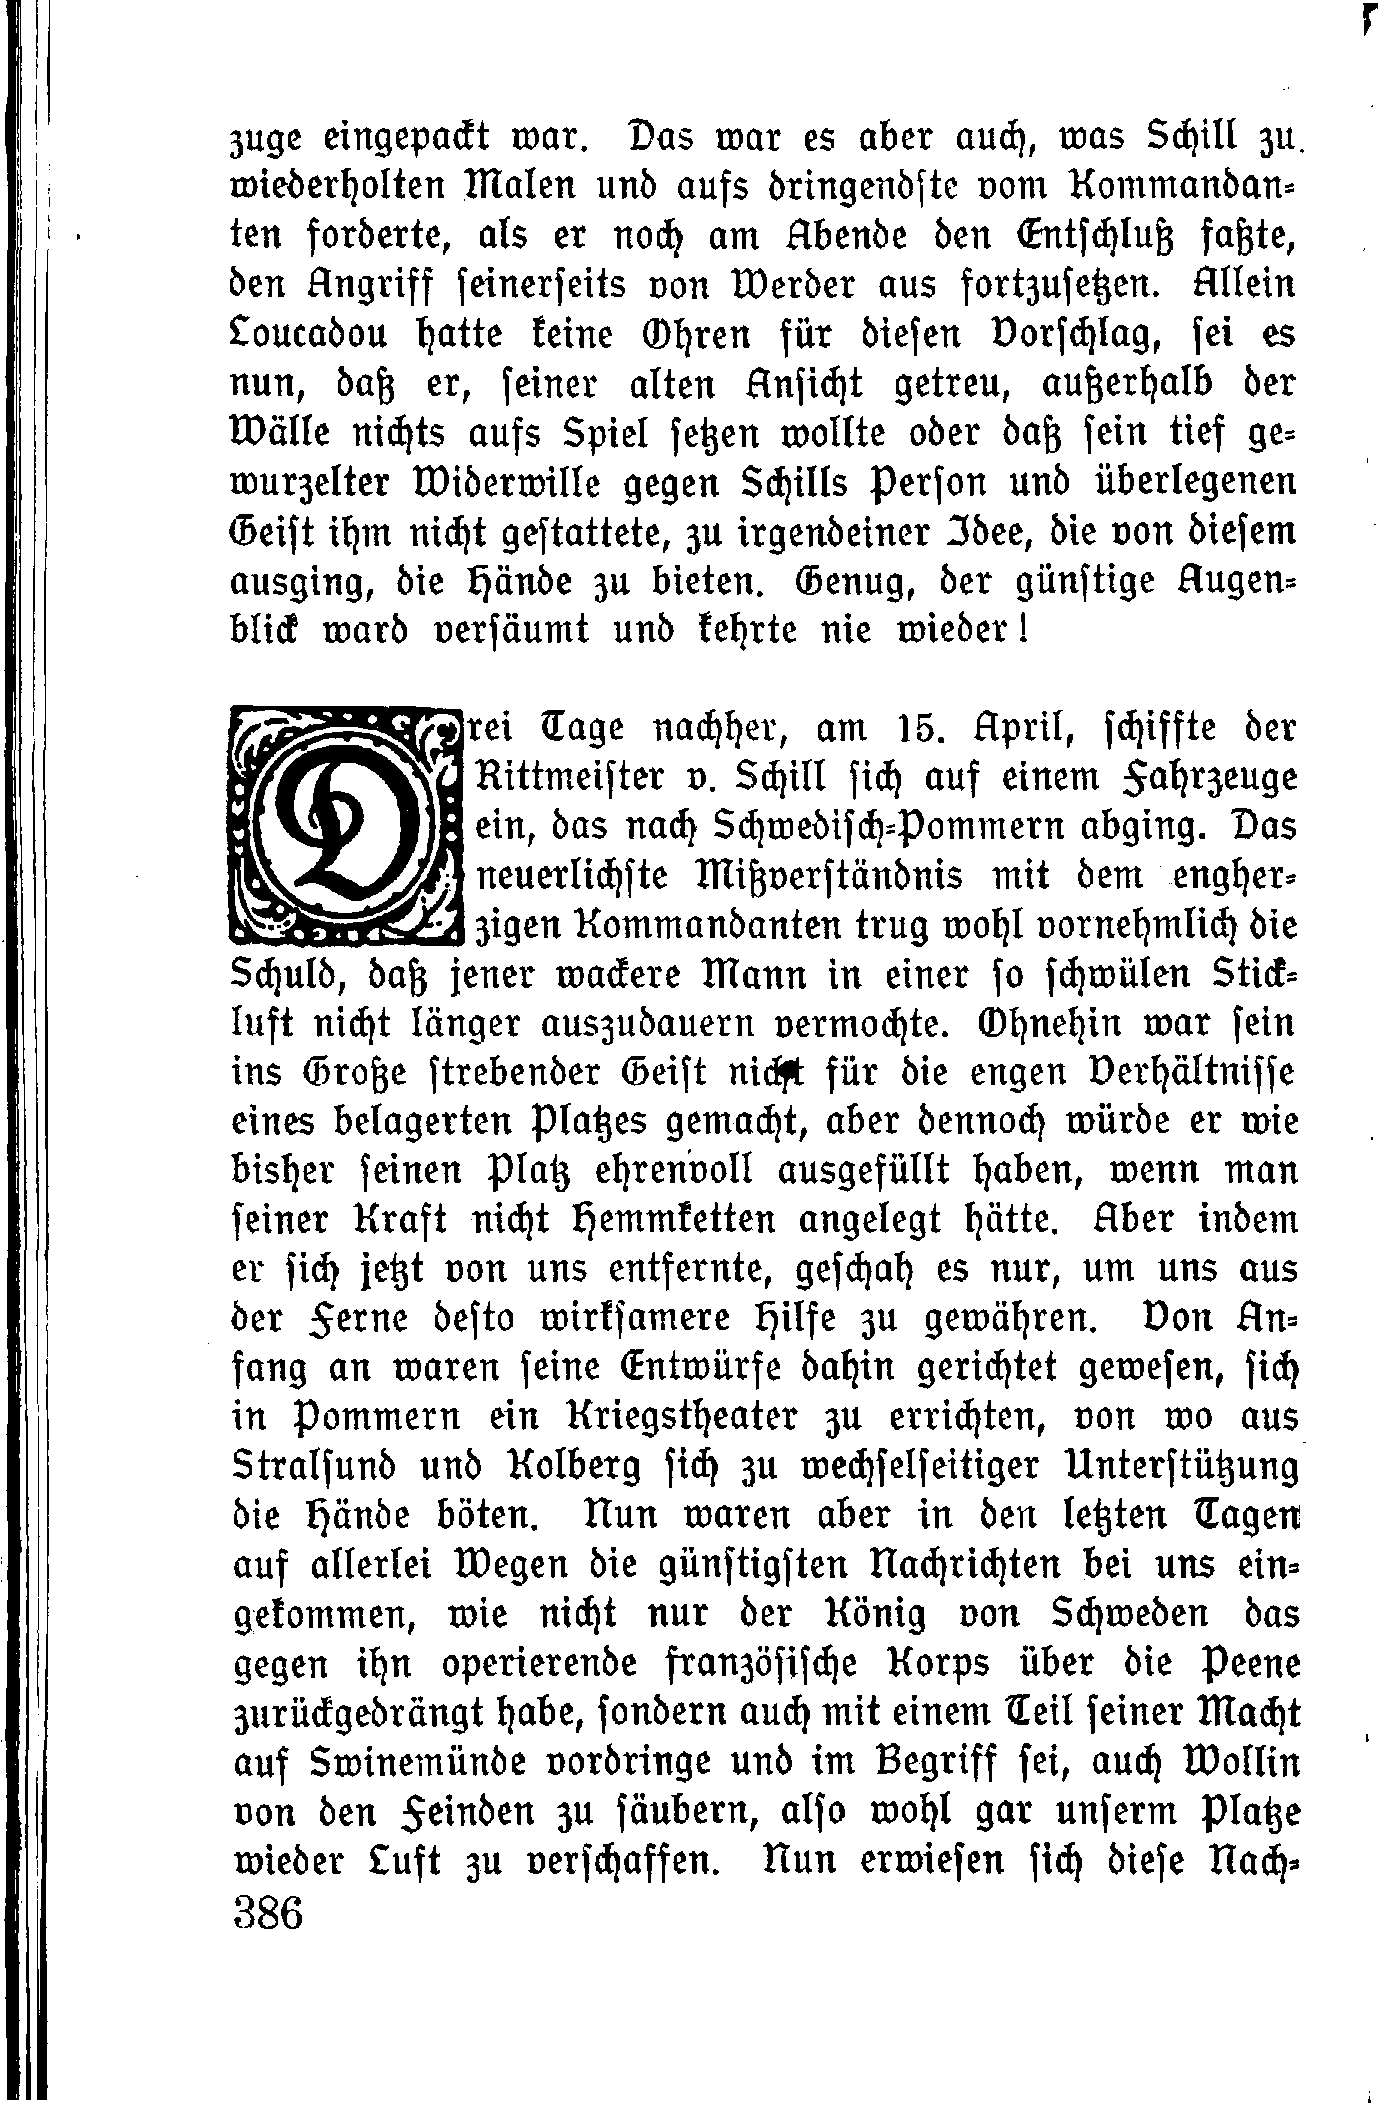 zuge eingepackt war. Das war es aber auch, was Schill zu
wiederholten Malen und aufs dringendste vom Kommandan-
ten forderte, als er noch am Abende den Entschluß faßte,
den Angriff seinerseits von Werder aus fortzusetzen. Allein
Loucadou hatte keine Ohren für diesen Vorschlag, sei es
nun, daß er, seiner alten Ansicht getreu, außerhalb der
Wälle nichts aufs Spiel setzen wollte oder daß sein tief ge-
wurzelter Widerwille gegen Schills Person und überlegenen
Geist ihm nicht gestattete, zu irgendeiner Idee, die von diesem
ausging, die Hände zu bieten. Genug, der günstige Augen-
blick ward versäumt und kehrte nie wieder!
Drei Tage nachher, am 15. April, schiffte der
Rittmeister v. Schill sich auf einem Fahrzeuge
ein, das nach Schwedisch-Pommern abging. Das
neuerlichste Mißverständnis mit dem engher-
zigen Kommandanten trug wohl vornehmlich die
Schuld, daß jener wackere Mann in einer so schwülen Stick-
luft nicht länger auszudauern vermochte. Ohnehin war sein
ins Große strebender Geist nicht für die engen Verhältnisse
eines belagerten Platzes gemacht, aber dennoch würde er wie
bisher seinen Platz ehrenvoll ausgefüllt haben, wenn man
seiner Kraft nicht Hemmketten angelegt hätte. Aber indem
er sich jetzt von uns entfernte, geschah es nur, um uns aus
der Ferne desto wirksamere Hilfe zu gewähren. Von An-
fang an waren seine Entwürfe dahin gerichtet gewesen, sich
in Pommern ein Kriegstheater zu errichten, von wo aus
Stralsund und Kolberg sich zu wechselseitiger Unterstützung
die Hände böten. Nun waren aber in den letzten Tagen
auf allerlei Wegen die günstigsten Nachrichten bei uns ein-
gekommen, wie nicht nur der König von Schweden das
gegen ihn operierende französische Korps über die Peene
zurückgedrängt habe, sondern auch mit einem Teil seiner Macht
auf Swinemünde vordringe und im Begriff sei, auch Wollin
von den Feinden zu säubern, also wohl gar unserm Platze
wieder Luft zu verschaffen. Nun erwiesen sich diese Nach-
386